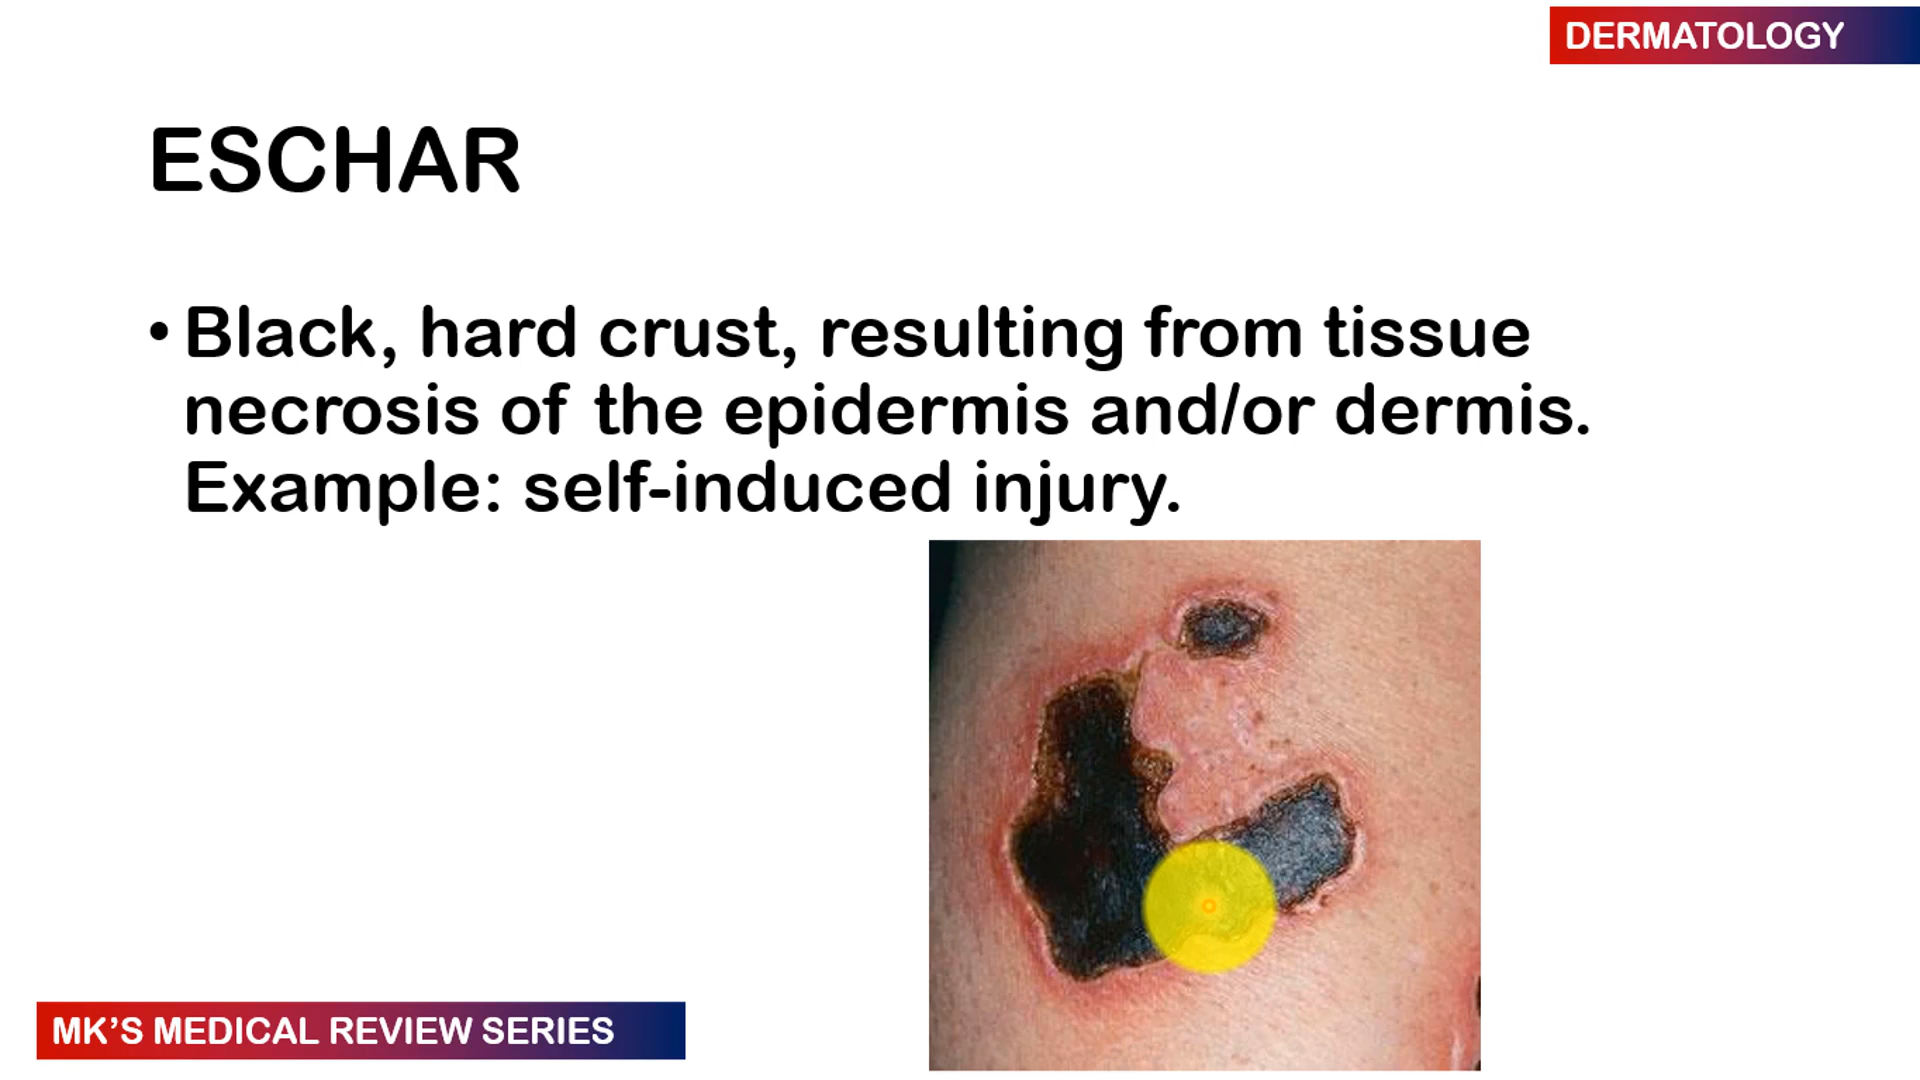 DERMATOLOGY
ESCHAR
• Black, hard crust, resulting from tissue
necrosis of the epidermis and/or dermis.
Example: self-induced injury.
MK’S MEDICAL REVIEW SERIES